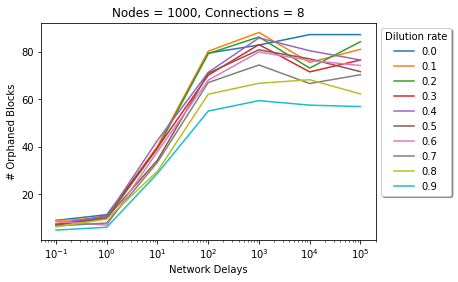 Nodes = 1000, Connections = 8
# Orphaned Blocks
80
60
40
20
10⁻¹ 10⁰ 10¹ 10² 10³ 10⁴ 10⁵
Network Delays
Dilution rate
0.0
0.1
0.2
0.3
0.4
0.5
0.6
0.7
0.8
0.9